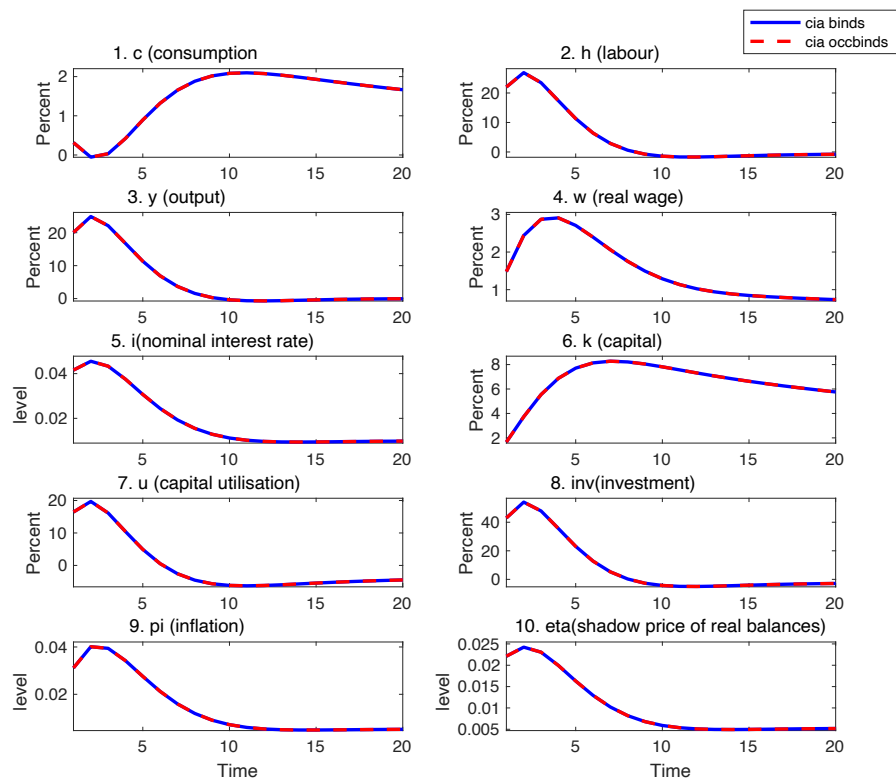 cia binds
cia occbinds
1. c (consumption
Percent
2
1
0
5
10
15
20
2. h (labour)
Percent
20
10
0
5
10
15
20
3. y (output)
Percent
20
10
0
5
10
15
20
4. w (real wage)
Percent
3
2
1
5
10
15
20
5. i(nominal interest rate)
level
0.04
0.02
5
10
15
20
6. k (capital)
Percent
8
6
4
2
5
10
15
20
7. u (capital utilisation)
Percent
20
10
0
5
10
15
20
8. inv(investment)
Percent
40
20
0
5
10
15
20
9. pi (inflation)
level
0.04
0.02
5
10
15
20
Time
10. eta(shadow price of real balances)
level
0.025
0.02
0.015
0.01
0.005
5
10
15
20
Time